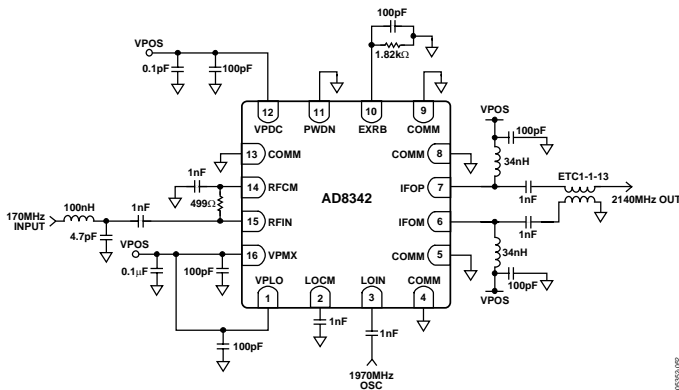 100pF
1.82kΩ
VPOS
0.1pF
100pF
12
VPDC
11
PWDN
10
EXRB
9
COMM
13
COMM
1nF
14
RFCM
499Ω
15
RFIN
16
VPMX
AD8342
170MHz
INPUT
100nH
1nF
4.7pF
VPOS
0.1µF
100pF
VPLO
1
LOCM
2
LOIN
3
COMM
4
100pF
1nF
1nF
1970MHz
OSC
COMM
8
IFOP
7
IFOM
6
COMM
5
VPOS
100pF
34nH
1nF
ETC1-1-13
2140MHz OUT
1nF
34nH
100pF
VPOS